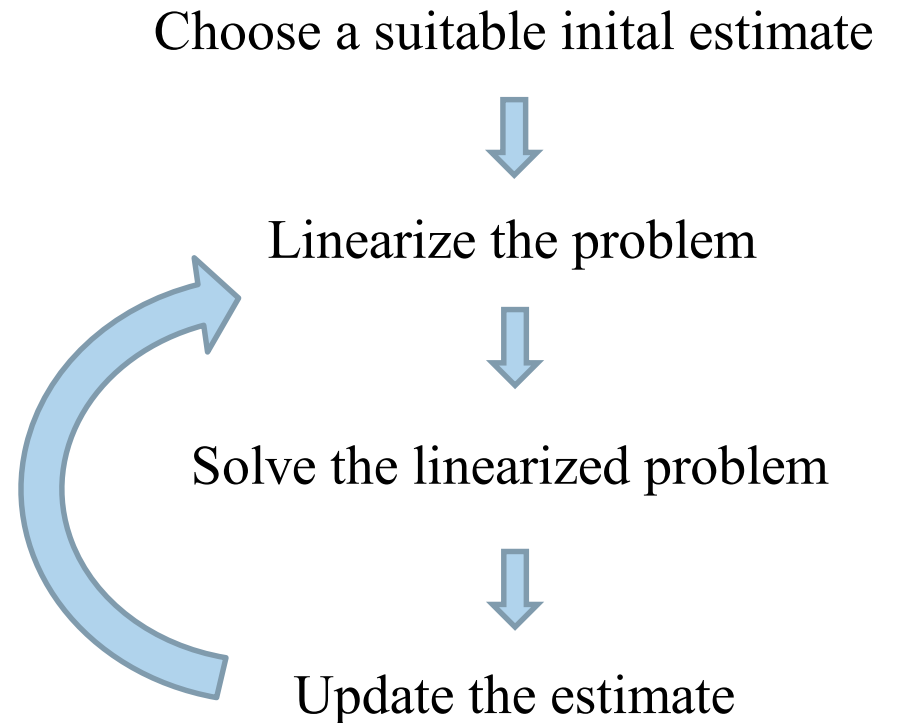 Choose a suitable inital estimate
Linearize the problem
Solve the linearized problem
Update the estimate